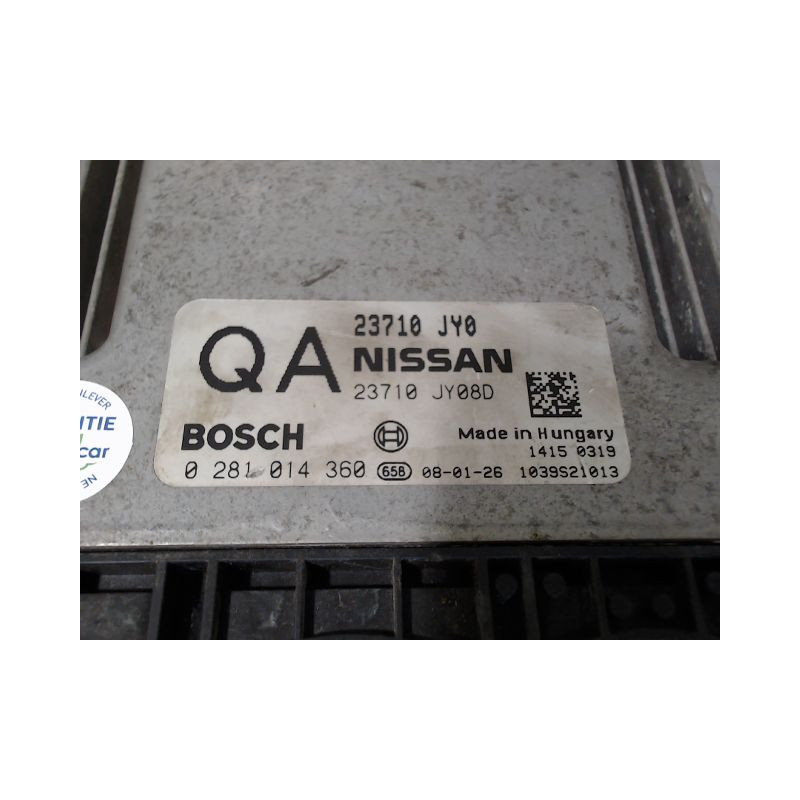 23710 JY0
QA NISSAN
23710 JY08D
BOSCH Made in Hungary
1415 0319
0 281 014 360 65B 08-01-26 1039S21013
car